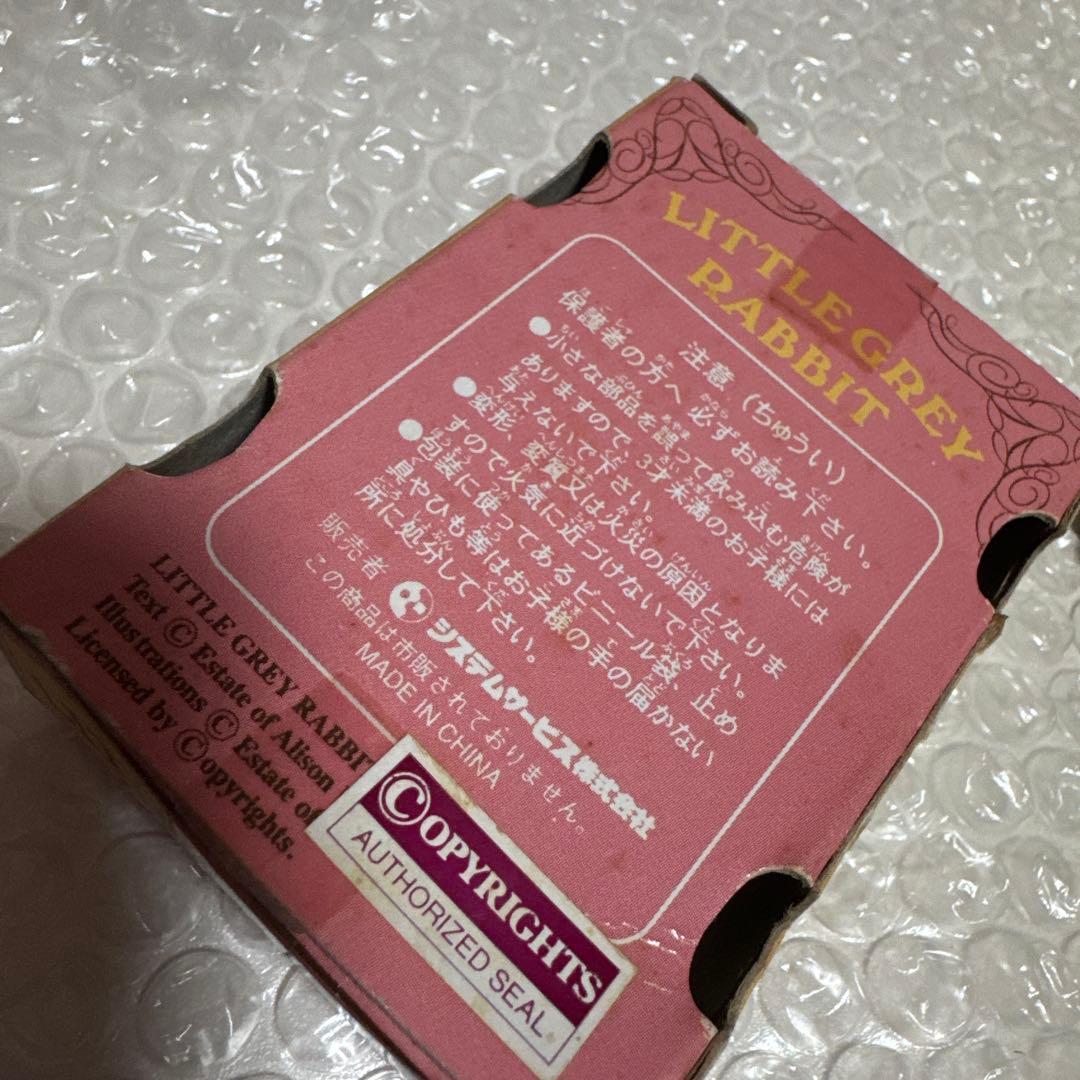 LITTLE GREY
RABBIT
注意 (ちゅうい)
保護者の方へ 必ずお読み下さい。
●小さな部品を誤って飲み込む危険が
ありますので、3才未満のお子様には
与えないで下さい。
●変形、変質又は火災の原因となりま
すので火気に近づけないで下さい。
●包装に使ってあるビニール袋、止め
具やひも等はお子様の手の届かない
所に処分して下さい。
販売者 システムサービス株式会社
この商品は市販されておりません。
MADE IN CHINA
LITTLE GREY RABBI
Text © Estate of Alison
Illustrations © Estate of
Licensed by ©opyrights.
©OPYRIGHTS
AUTHORIZED SEAL